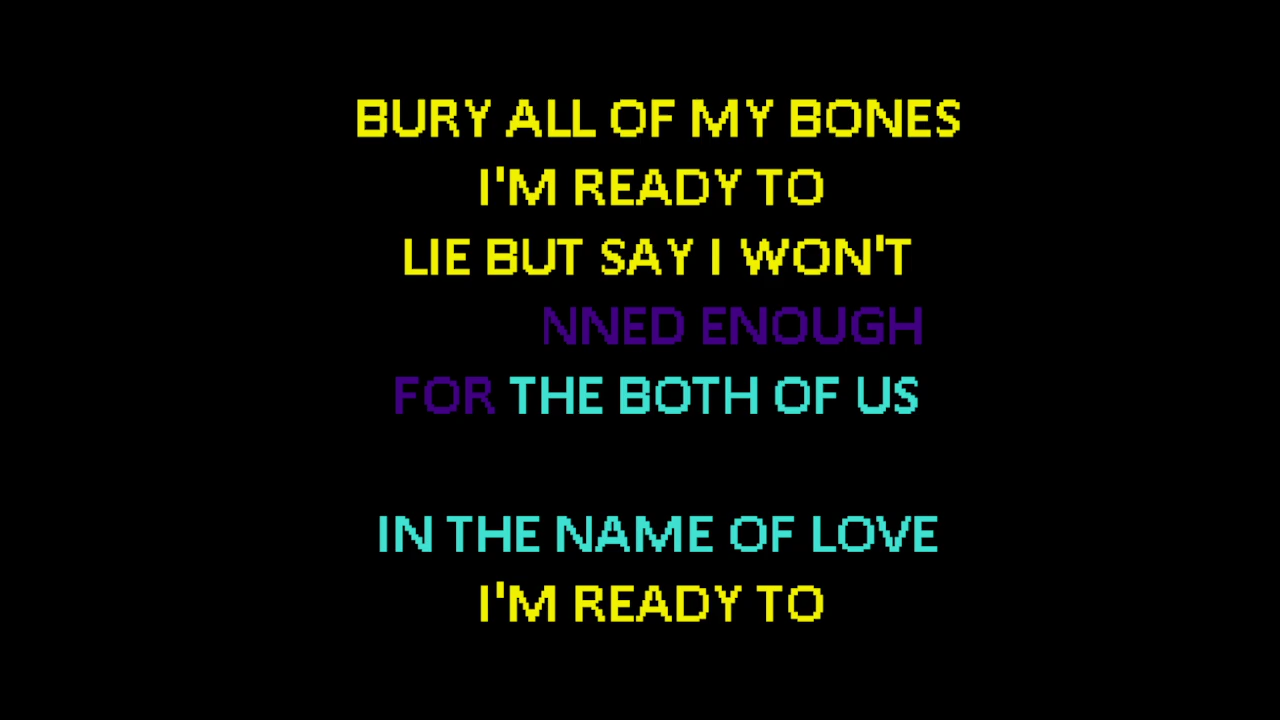 BURY ALL OF MY BONES
I'M READY TO
LIE BUT SAY I WON'T
NNED ENOUGH
FOR THE BOTH OF US
IN THE NAME OF LOVE
I'M READY TO